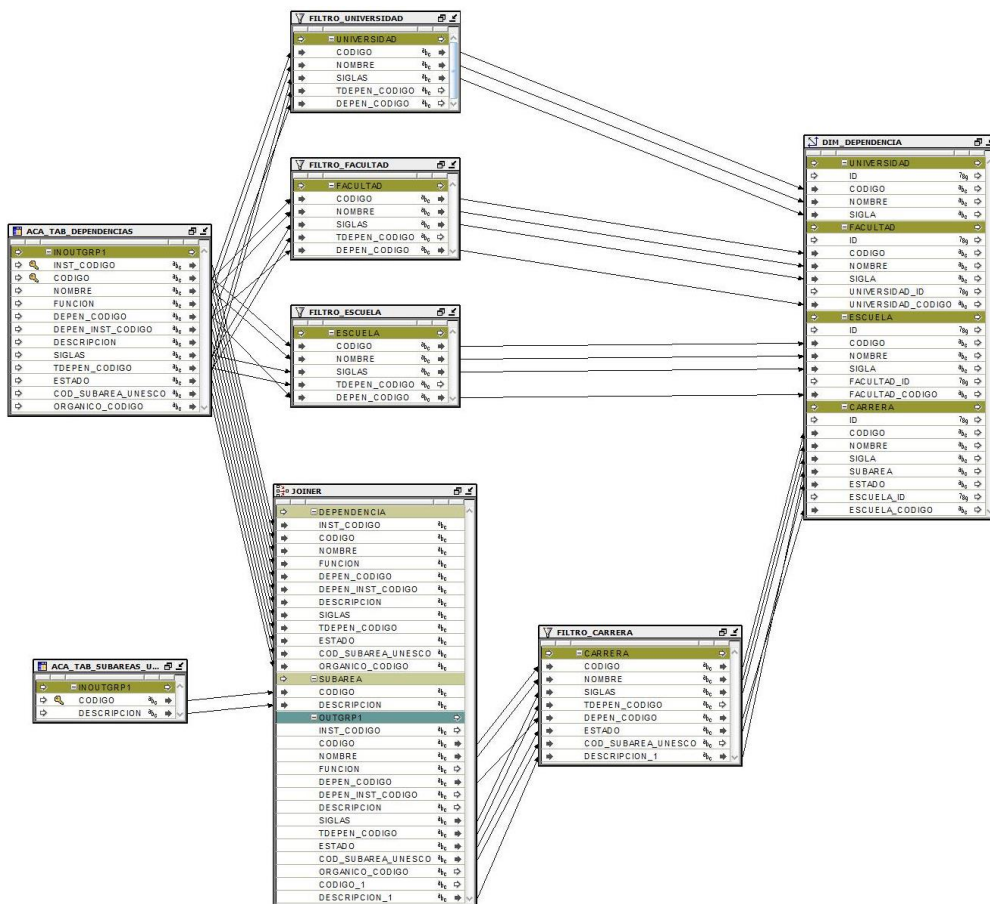 FILTRO_UNIVERSIDAD
UNIVERSIDAD
CODIGO
NOMBRE
SIGLAS
TDEPEN_CODIGO
DEPEN_CODIGO
FILTRO_FACULTAD
FACULTAD
CODIGO
NOMBRE
SIGLAS
TDEPEN_CODIGO
DEPEN_CODIGO
FILTRO_ESCUELA
ESCUELA
CODIGO
NOMBRE
SIGLAS
TDEPEN_CODIGO
DEPEN_CODIGO
ACA_TAB_DEPENDENCIAS
INOUTGRP1
INST_CODIGO
CODIGO
NOMBRE
FUNCION
DEPEN_CODIGO
DEPEN_INST_CODIGO
DESCRIPCION
SIGLAS
TDEPEN_CODIGO
ESTADO
COD_SUBAREA_UNESCO
ORGANICO_CODIGO
DIM_DEPENDENCIA
UNIVERSIDAD
ID
CODIGO
NOMBRE
SIGLA
FACULTAD
ID
CODIGO
NOMBRE
SIGLA
UNIVERSIDAD_ID
UNIVERSIDAD_CODIGO
ESCUELA
ID
CODIGO
NOMBRE
SIGLA
FACULTAD_ID
FACULTAD_CODIGO
CARRERA
ID
CODIGO
NOMBRE
SIGLA
SUBAREA
ESTADO
ESCUELA_ID
ESCUELA_CODIGO
JOINER
DEPENDENCIA
INST_CODIGO
CODIGO
NOMBRE
FUNCION
DEPEN_CODIGO
DEPEN_INST_CODIGO
DESCRIPCION
SIGLAS
TDEPEN_CODIGO
ESTADO
COD_SUBAREA_UNESCO
ORGANICO_CODIGO
SUBAREA
CODIGO
DESCRIPCION
OUTGRP1
INST_CODIGO
CODIGO
NOMBRE
FUNCION
DEPEN_CODIGO
DEPEN_INST_CODIGO
DESCRIPCION
SIGLAS
TDEPEN_CODIGO
ESTADO
COD_SUBAREA_UNESCO
ORGANICO_CODIGO
CODIGO_1
DESCRIPCION_1
ACA_TAB_SUBAREAS_U...
INOUTGRP1
CODIGO
DESCRIPCION
FILTRO_CARRERA
CARRERA
CODIGO
NOMBRE
SIGLAS
TDEPEN_CODIGO
DEPEN_CODIGO
ESTADO
COD_SUBAREA_UNESCO
DESCRIPCION_1